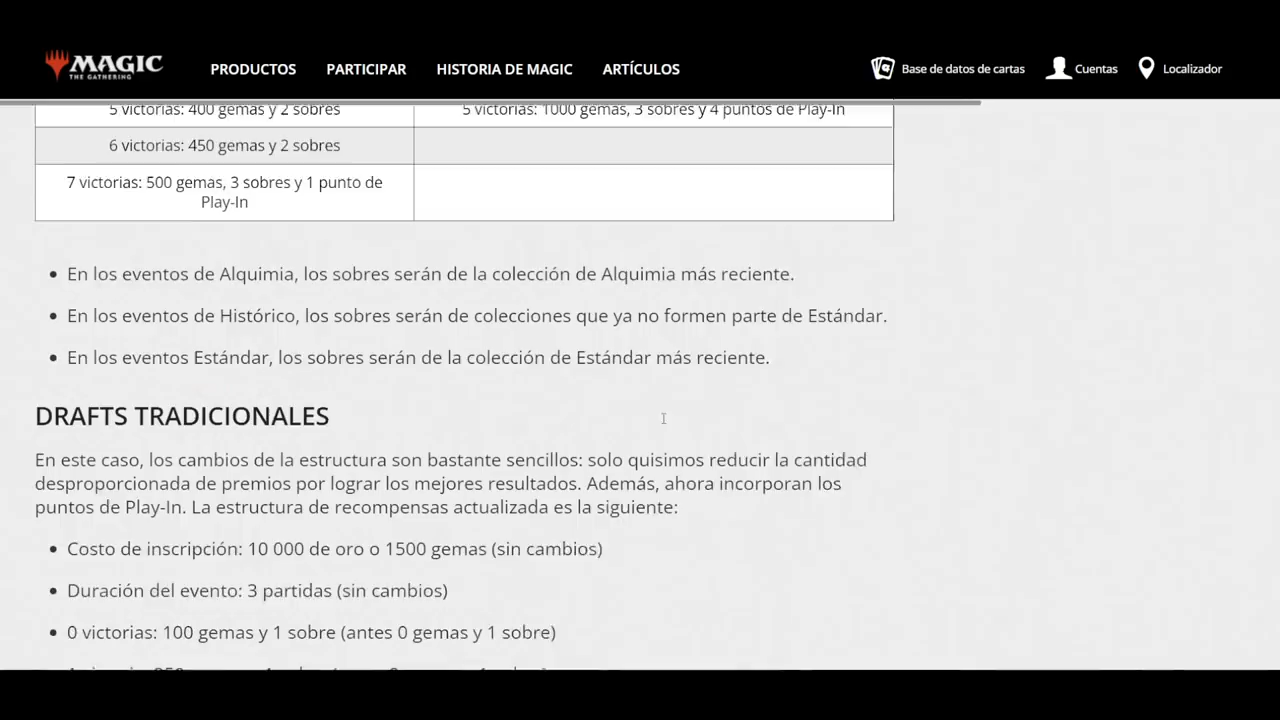 MAGIC
THE GATHERING
PRODUCTOS
PARTICIPAR
HISTORIA DE MAGIC
ARTÍCULOS
Base de datos de cartas
Cuentas
Localizador
5 victorias: 400 gemas y 2 sobres
5 victorias: 1000 gemas, 3 sobres y 4 puntos de Play-In
6 victorias: 450 gemas y 2 sobres
7 victorias: 500 gemas, 3 sobres y 1 punto de
Play-In
En los eventos de Alquimia, los sobres serán de la colección de Alquimia más reciente.
En los eventos de Histórico, los sobres serán de colecciones que ya no formen parte de Estándar.
En los eventos Estándar, los sobres serán de la colección de Estándar más reciente.
DRAFTS TRADICIONALES
En este caso, los cambios de la estructura son bastante sencillos: solo quisimos reducir la cantidad
desproporcionada de premios por lograr los mejores resultados. Además, ahora incorporan los
puntos de Play-In. La estructura de recompensas actualizada es la siguiente:
Costo de inscripción: 10 000 de oro o 1500 gemas (sin cambios)
Duración del evento: 3 partidas (sin cambios)
0 victorias: 100 gemas y 1 sobre (antes 0 gemas y 1 sobre)